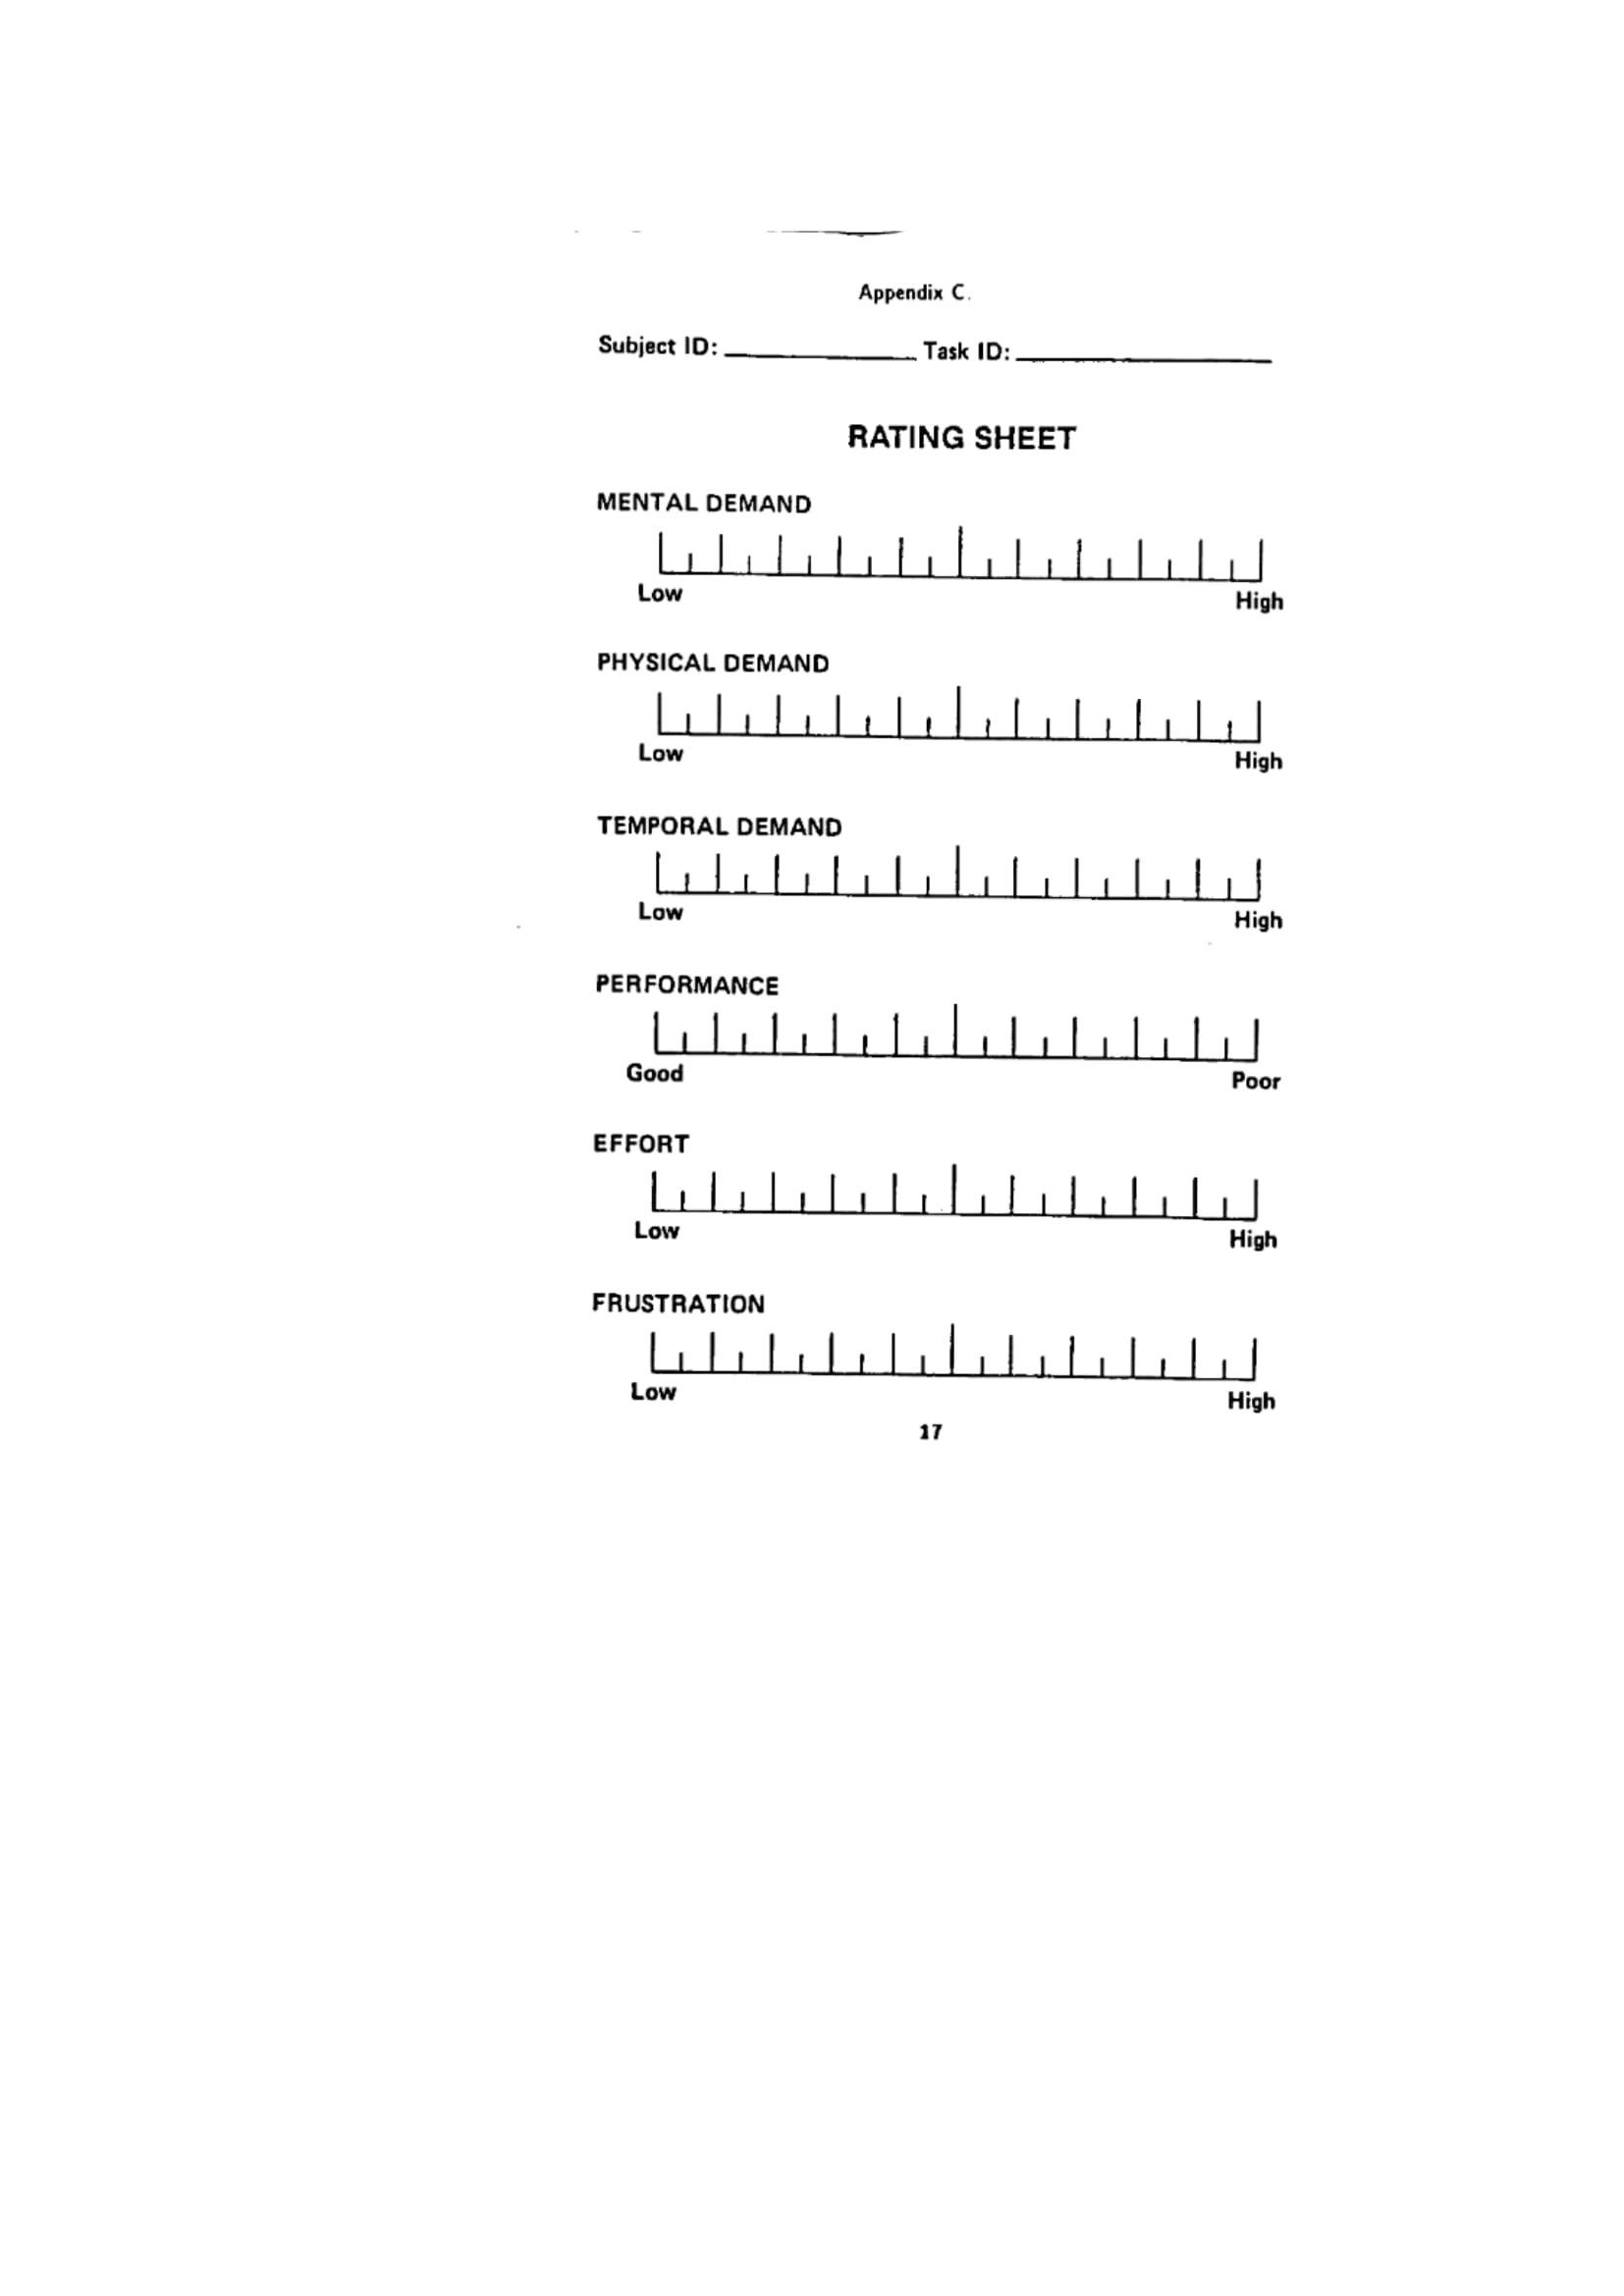 Appendix C.
Subject ID: ____________ Task ID: ________________
RATING SHEET
MENTAL DEMAND
Low High
PHYSICAL DEMAND
Low High
TEMPORAL DEMAND
Low High
PERFORMANCE
Good Poor
EFFORT
Low High
FRUSTRATION
Low High
17